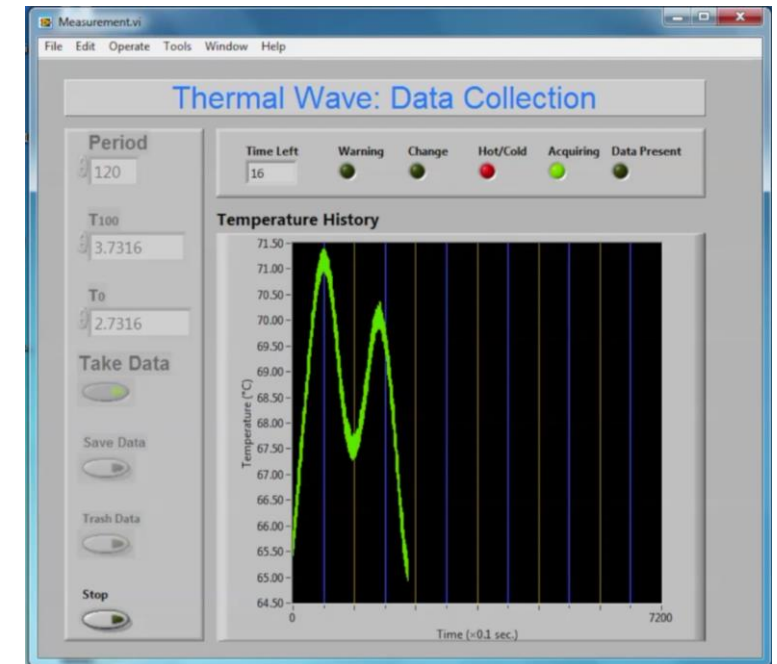 Measurement.vi
File Edit Operate Tools Window Help
Thermal Wave: Data Collection
Period
120
T100
3.7316
T0
2.7316
Take Data
Save Data
Trash Data
Stop
Time Left Warning Change Hot/Cold Acquiring Data Present
16
Temperature History
71.50
71.00
70.50
70.00
69.50
69.00
68.50
68.00
67.50
67.00
66.50
66.00
65.50
65.00
64.50
Temperature (°C)
0 7200
Time (×0.1 sec.)